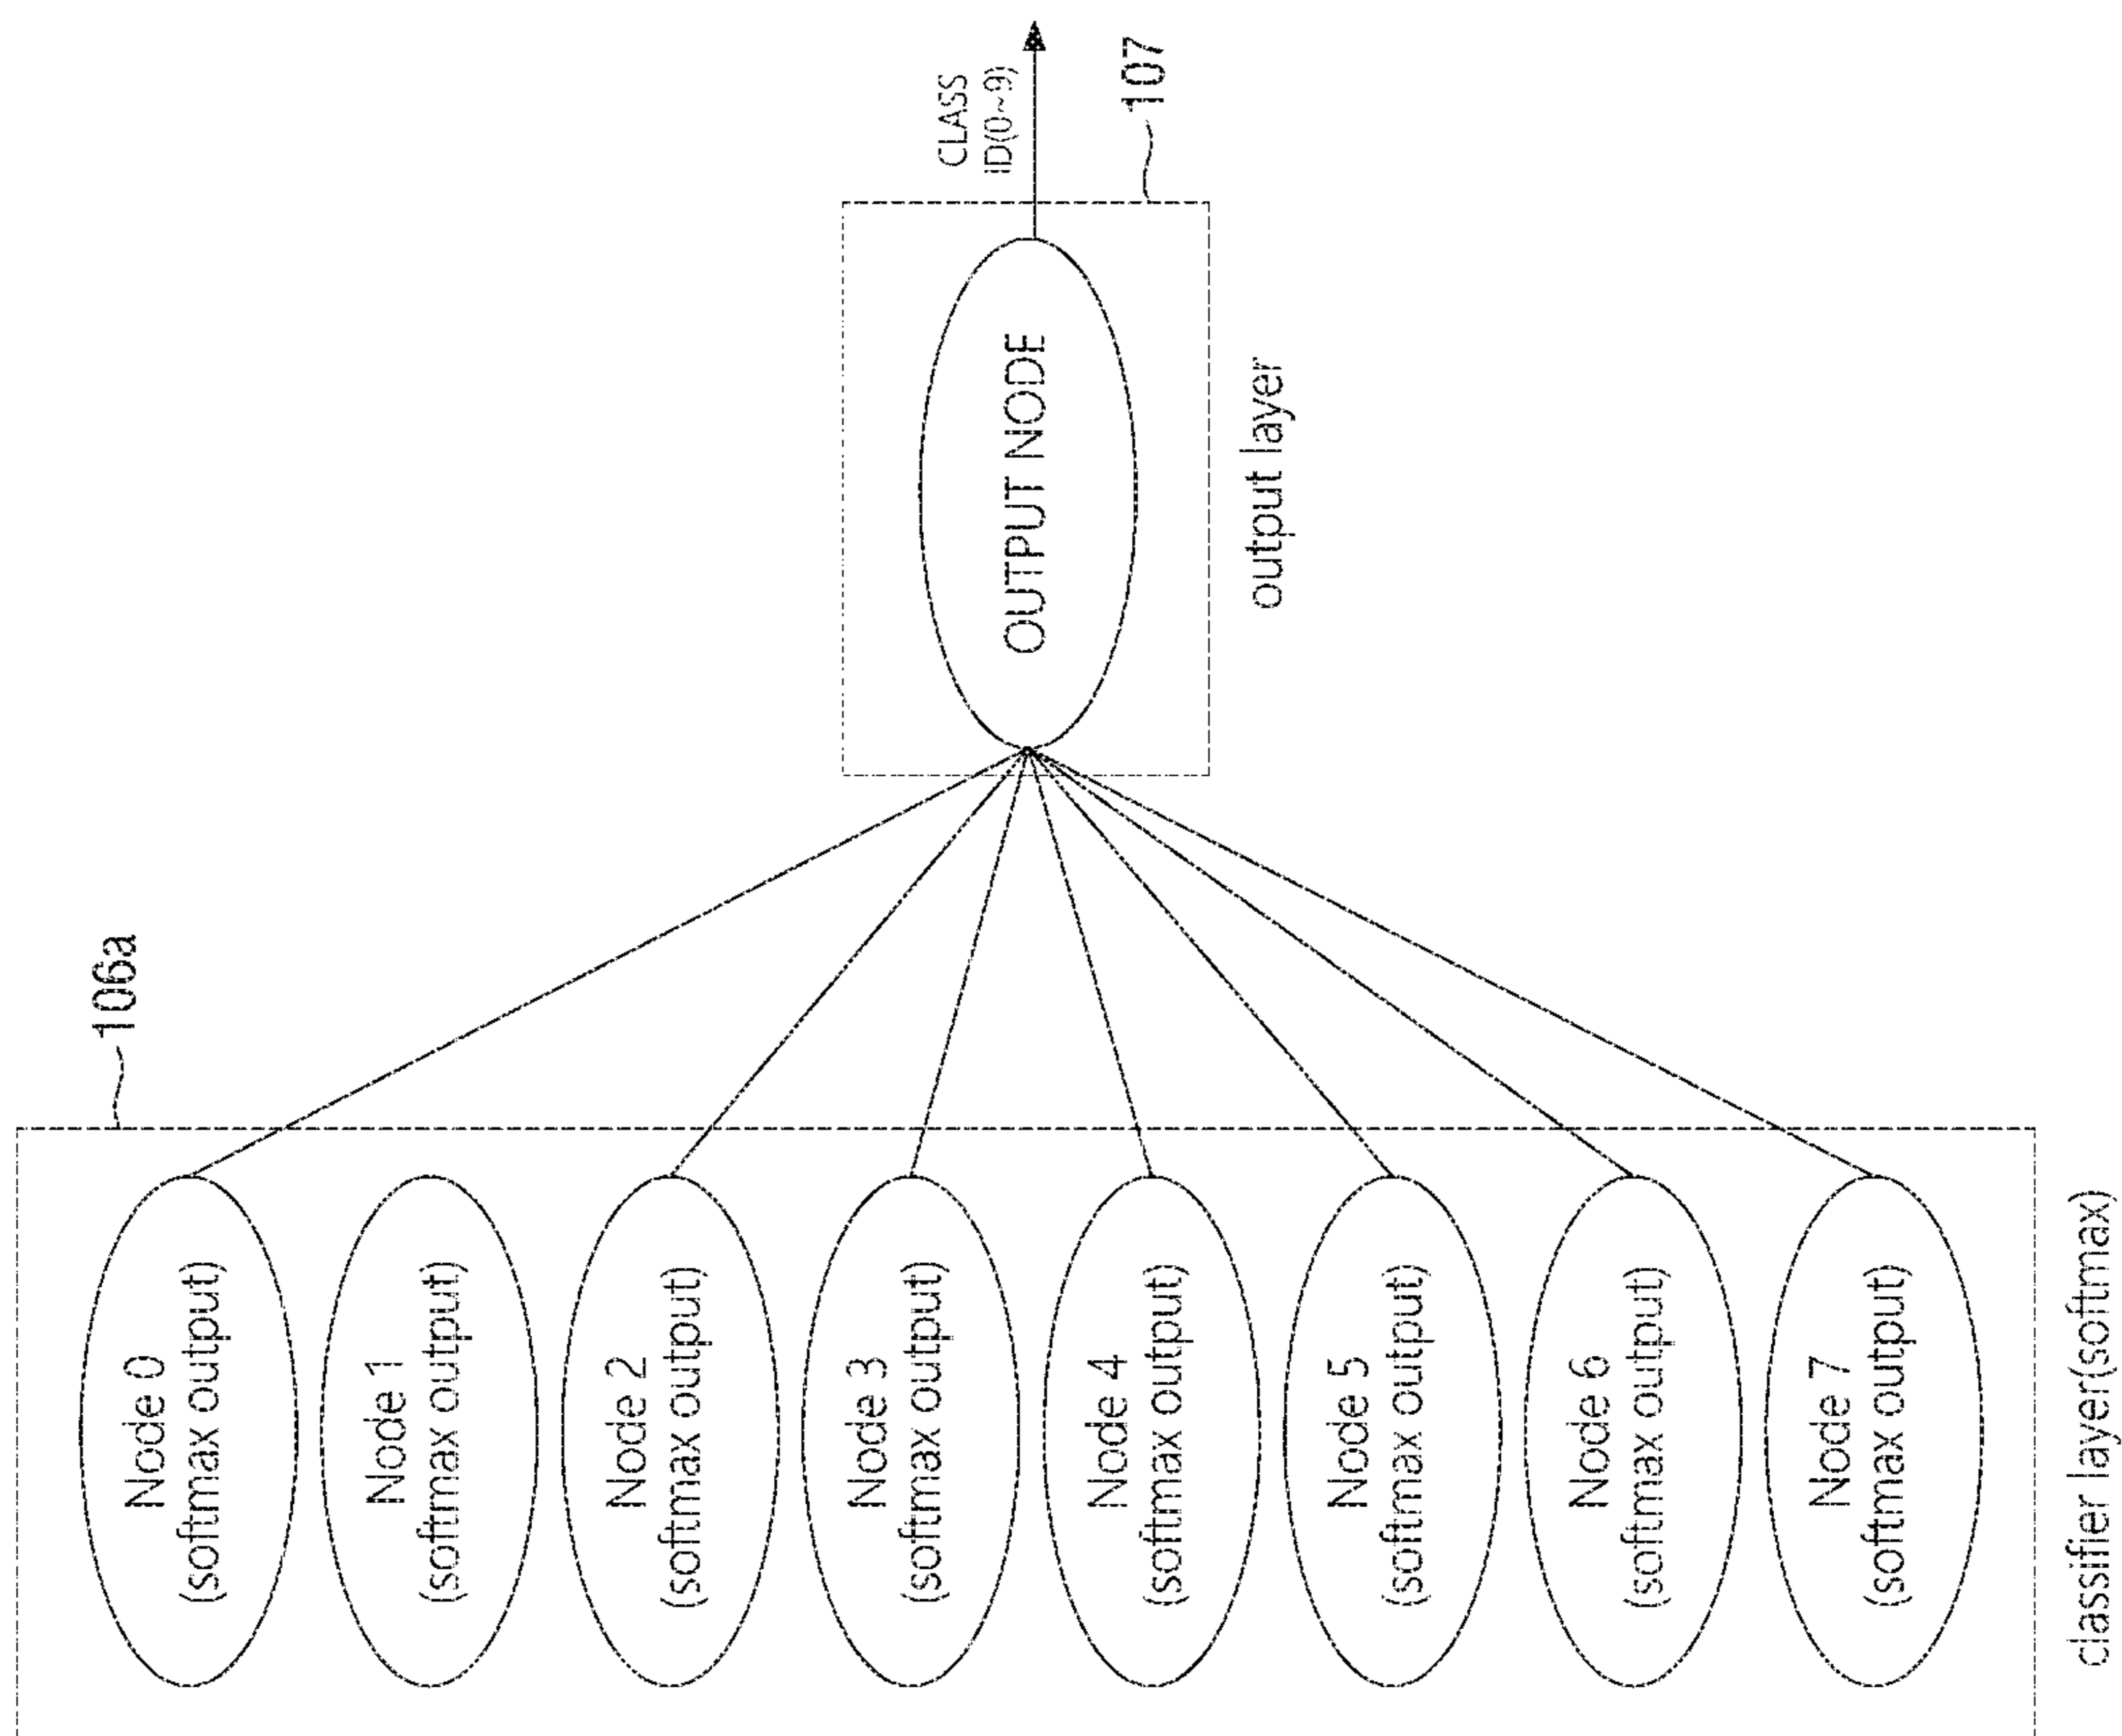 106a
Node 0
(softmax output)
Node 1
(softmax output)
Node 2
(softmax output)
Node 3
(softmax output)
Node 4
(softmax output)
Node 5
(softmax output)
Node 6
(softmax output)
Node 7
(softmax output)
classifier layer(softmax)
OUTPUT NODE
output layer
CLASS
ID(0~9)
107